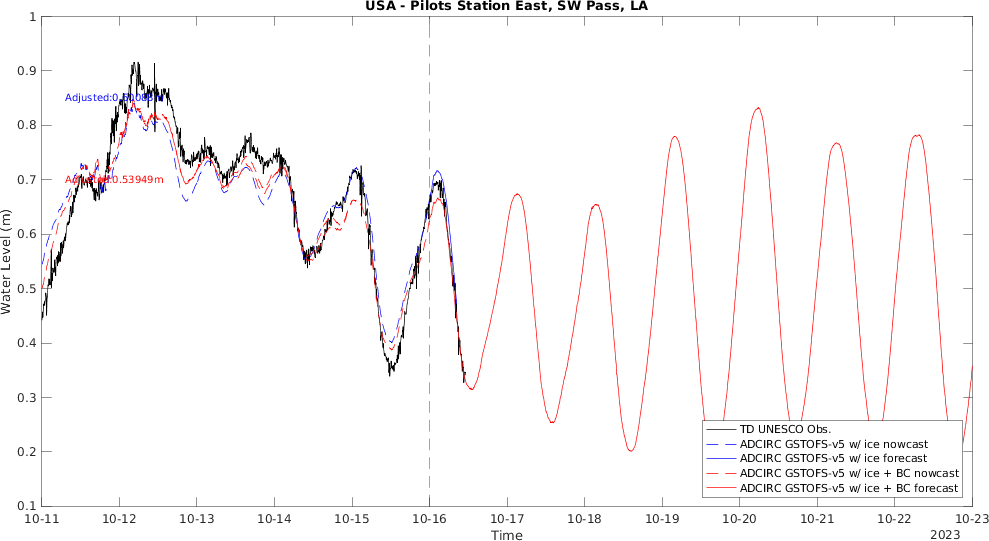 USA - Pilots Station East, SW Pass, LA
1
0.9
0.8
0.7
0.6
0.5
0.4
0.3
0.2
0.1
Water Level (m)
Adjusted:
Adjusted:0.53949m
TD UNESCO Obs.
ADCIRC GSTOFS-v5 w/ ice nowcast
ADCIRC GSTOFS-v5 w/ ice forecast
ADCIRC GSTOFS-v5 w/ ice + BC nowcast
ADCIRC GSTOFS-v5 w/ ice + BC forecast
10-11 10-12 10-13 10-14 10-15 10-16 10-17 10-18 10-19 10-20 10-21 10-22 10-23
Time
2023